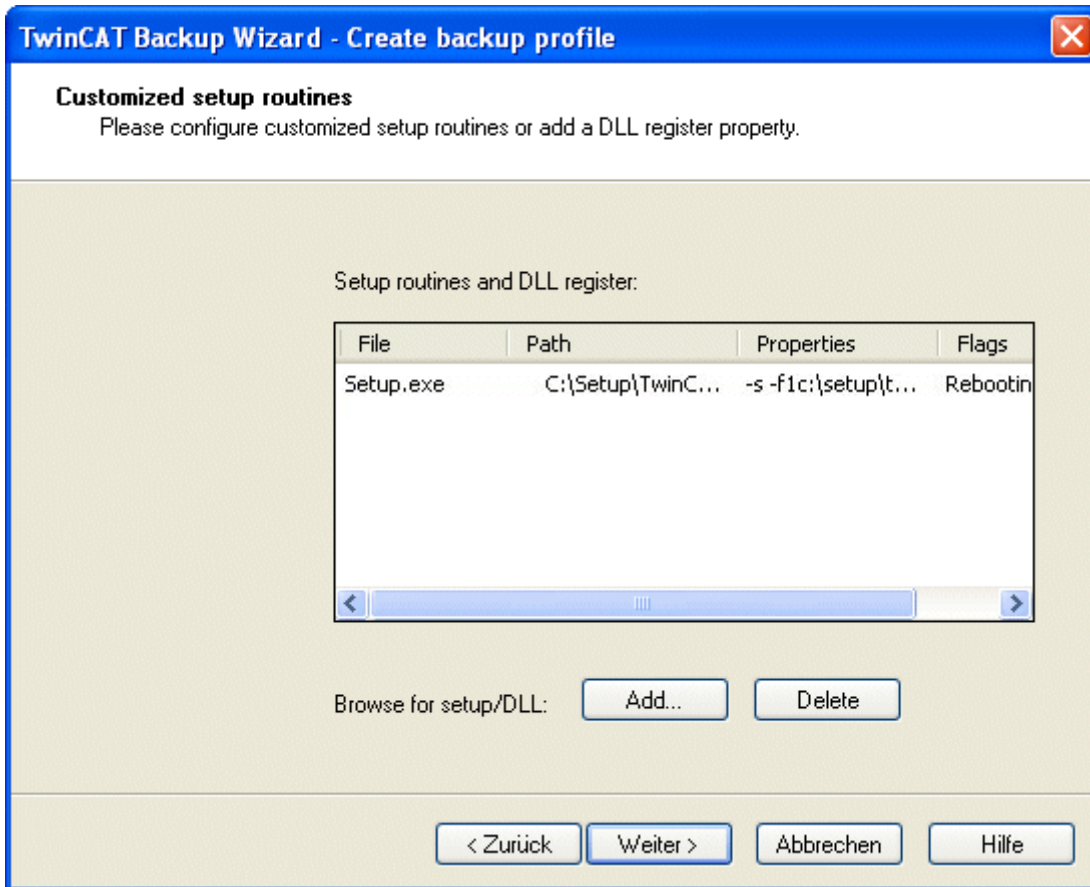 TwinCAT Backup Wizard - Create backup profile
Customized setup routines
Please configure customized setup routines or add a DLL register property.
Setup routines and DLL register:
File Path Properties Flags
Setup.exe C:\Setup\TwinC... -s -f1c:\setup\t... Rebootin
Browse for setup/DLL: Add... Delete
< Zurück Weiter > Abbrechen Hilfe